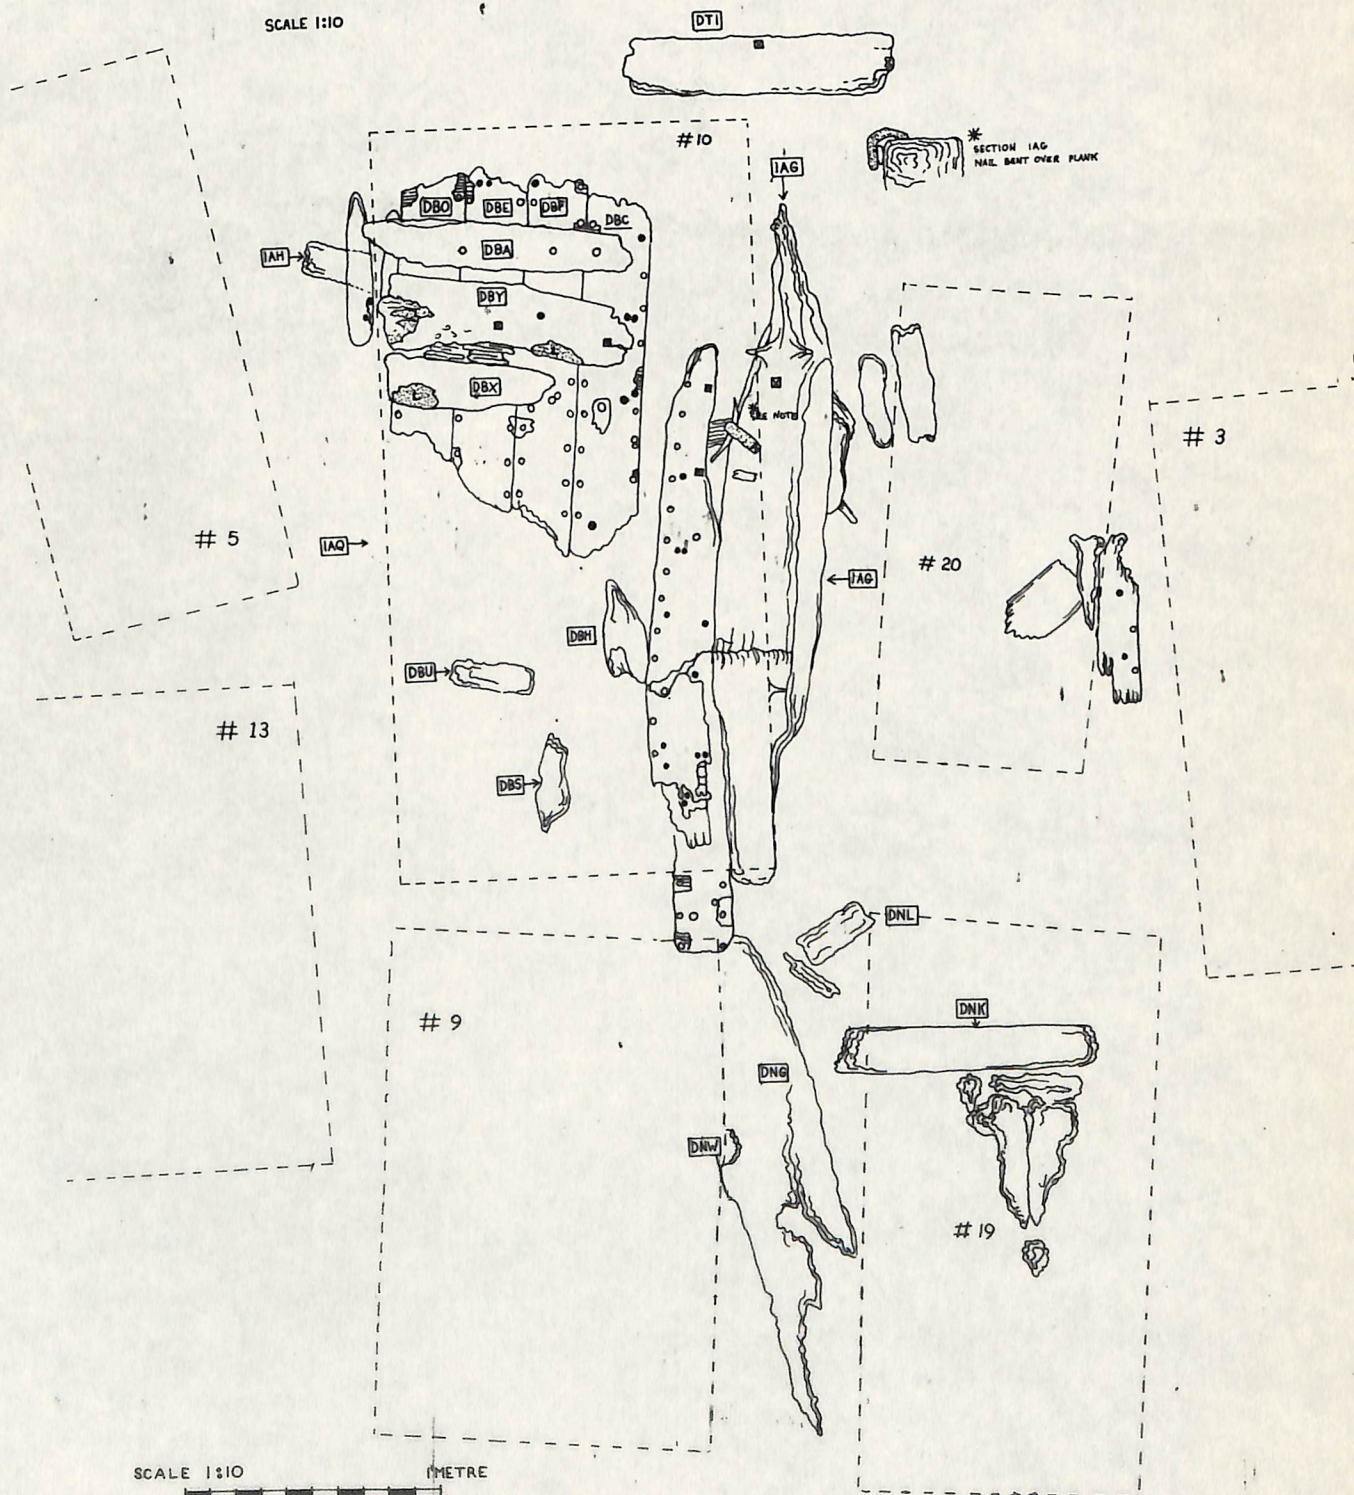 SCALE 1:10
DT1
#10
*
SECTION IAG
NAIL BENT OVER PLANK
IAG
DBO
DBE
DBF
DBC
IAH
DBA
DBY
DBX
*
SEE NOTE
# 3
# 5
IAQ
# 20
IAG
DBH
DBU
# 13
DBS
DNL
DNK
# 9
DNG
DNW
# 19
SCALE 1:10
1METRE